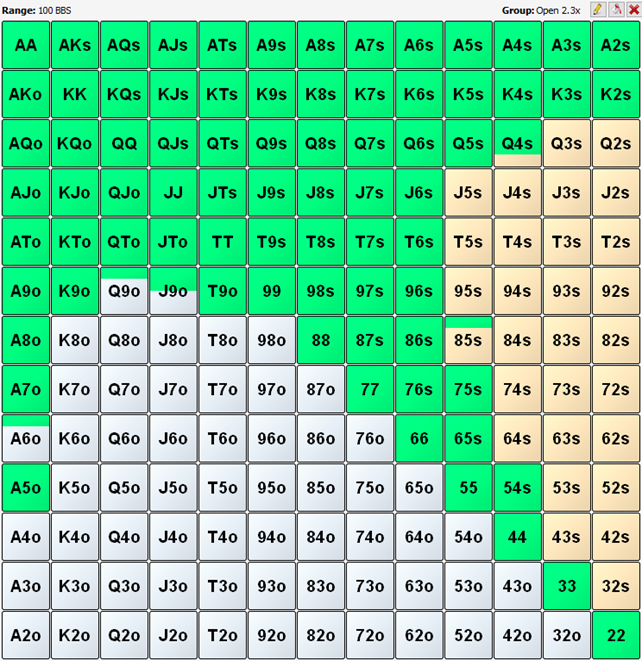 Range: 100 BBS Group: Open 2.3x
AA AKs AQs AJs ATs A9s A8s A7s A6s A5s A4s A3s A2s
AKo KK KQs KJs KTs K9s K8s K7s K6s K5s K4s K3s K2s
AQo KQo QQ QJs QTs Q9s Q8s Q7s Q6s Q5s Q4s Q3s Q2s
AJo KJo QJo JJ JTs J9s J8s J7s J6s J5s J4s J3s J2s
ATo KTo QTo JTo TT T9s T8s T7s T6s T5s T4s T3s T2s
A9o K9o Q9o J9o T9o 99 98s 97s 96s 95s 94s 93s 92s
A8o K8o Q8o J8o T8o 98o 88 87s 86s 85s 84s 83s 82s
A7o K7o Q7o J7o T7o 97o 87o 77 76s 75s 74s 73s 72s
A6o K6o Q6o J6o T6o 96o 86o 76o 66 65s 64s 63s 62s
A5o K5o Q5o J5o T5o 95o 85o 75o 65o 55 54s 53s 52s
A4o K4o Q4o J4o T4o 94o 84o 74o 64o 54o 44 43s 42s
A3o K3o Q3o J3o T3o 93o 83o 73o 63o 53o 43o 33 32s
A2o K2o Q2o J2o T2o 92o 82o 72o 62o 52o 42o 32o 22